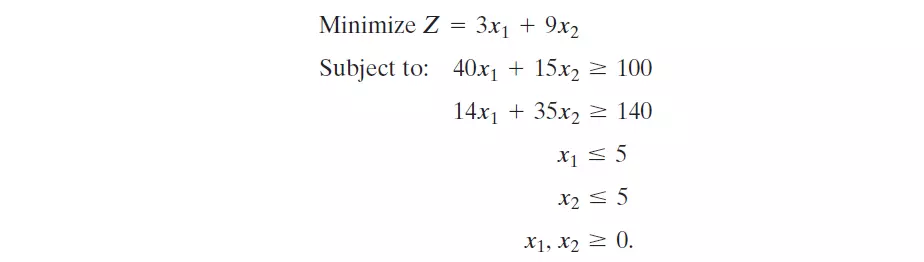 Minimize Z = 3x₁ + 9x₂
Subject to: 40x₁ + 15x₂ ≥ 100
14x₁ + 35x₂ ≥ 140
x₁ ≤ 5
x₂ ≤ 5
x₁, x₂ ≥ 0.